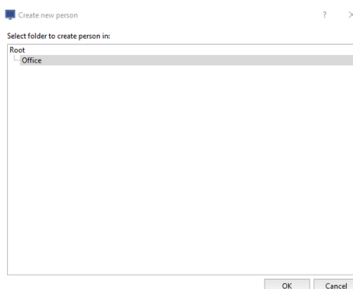 Create new person
?
Select folder to create person in:
Root
Office
OK
Cancel